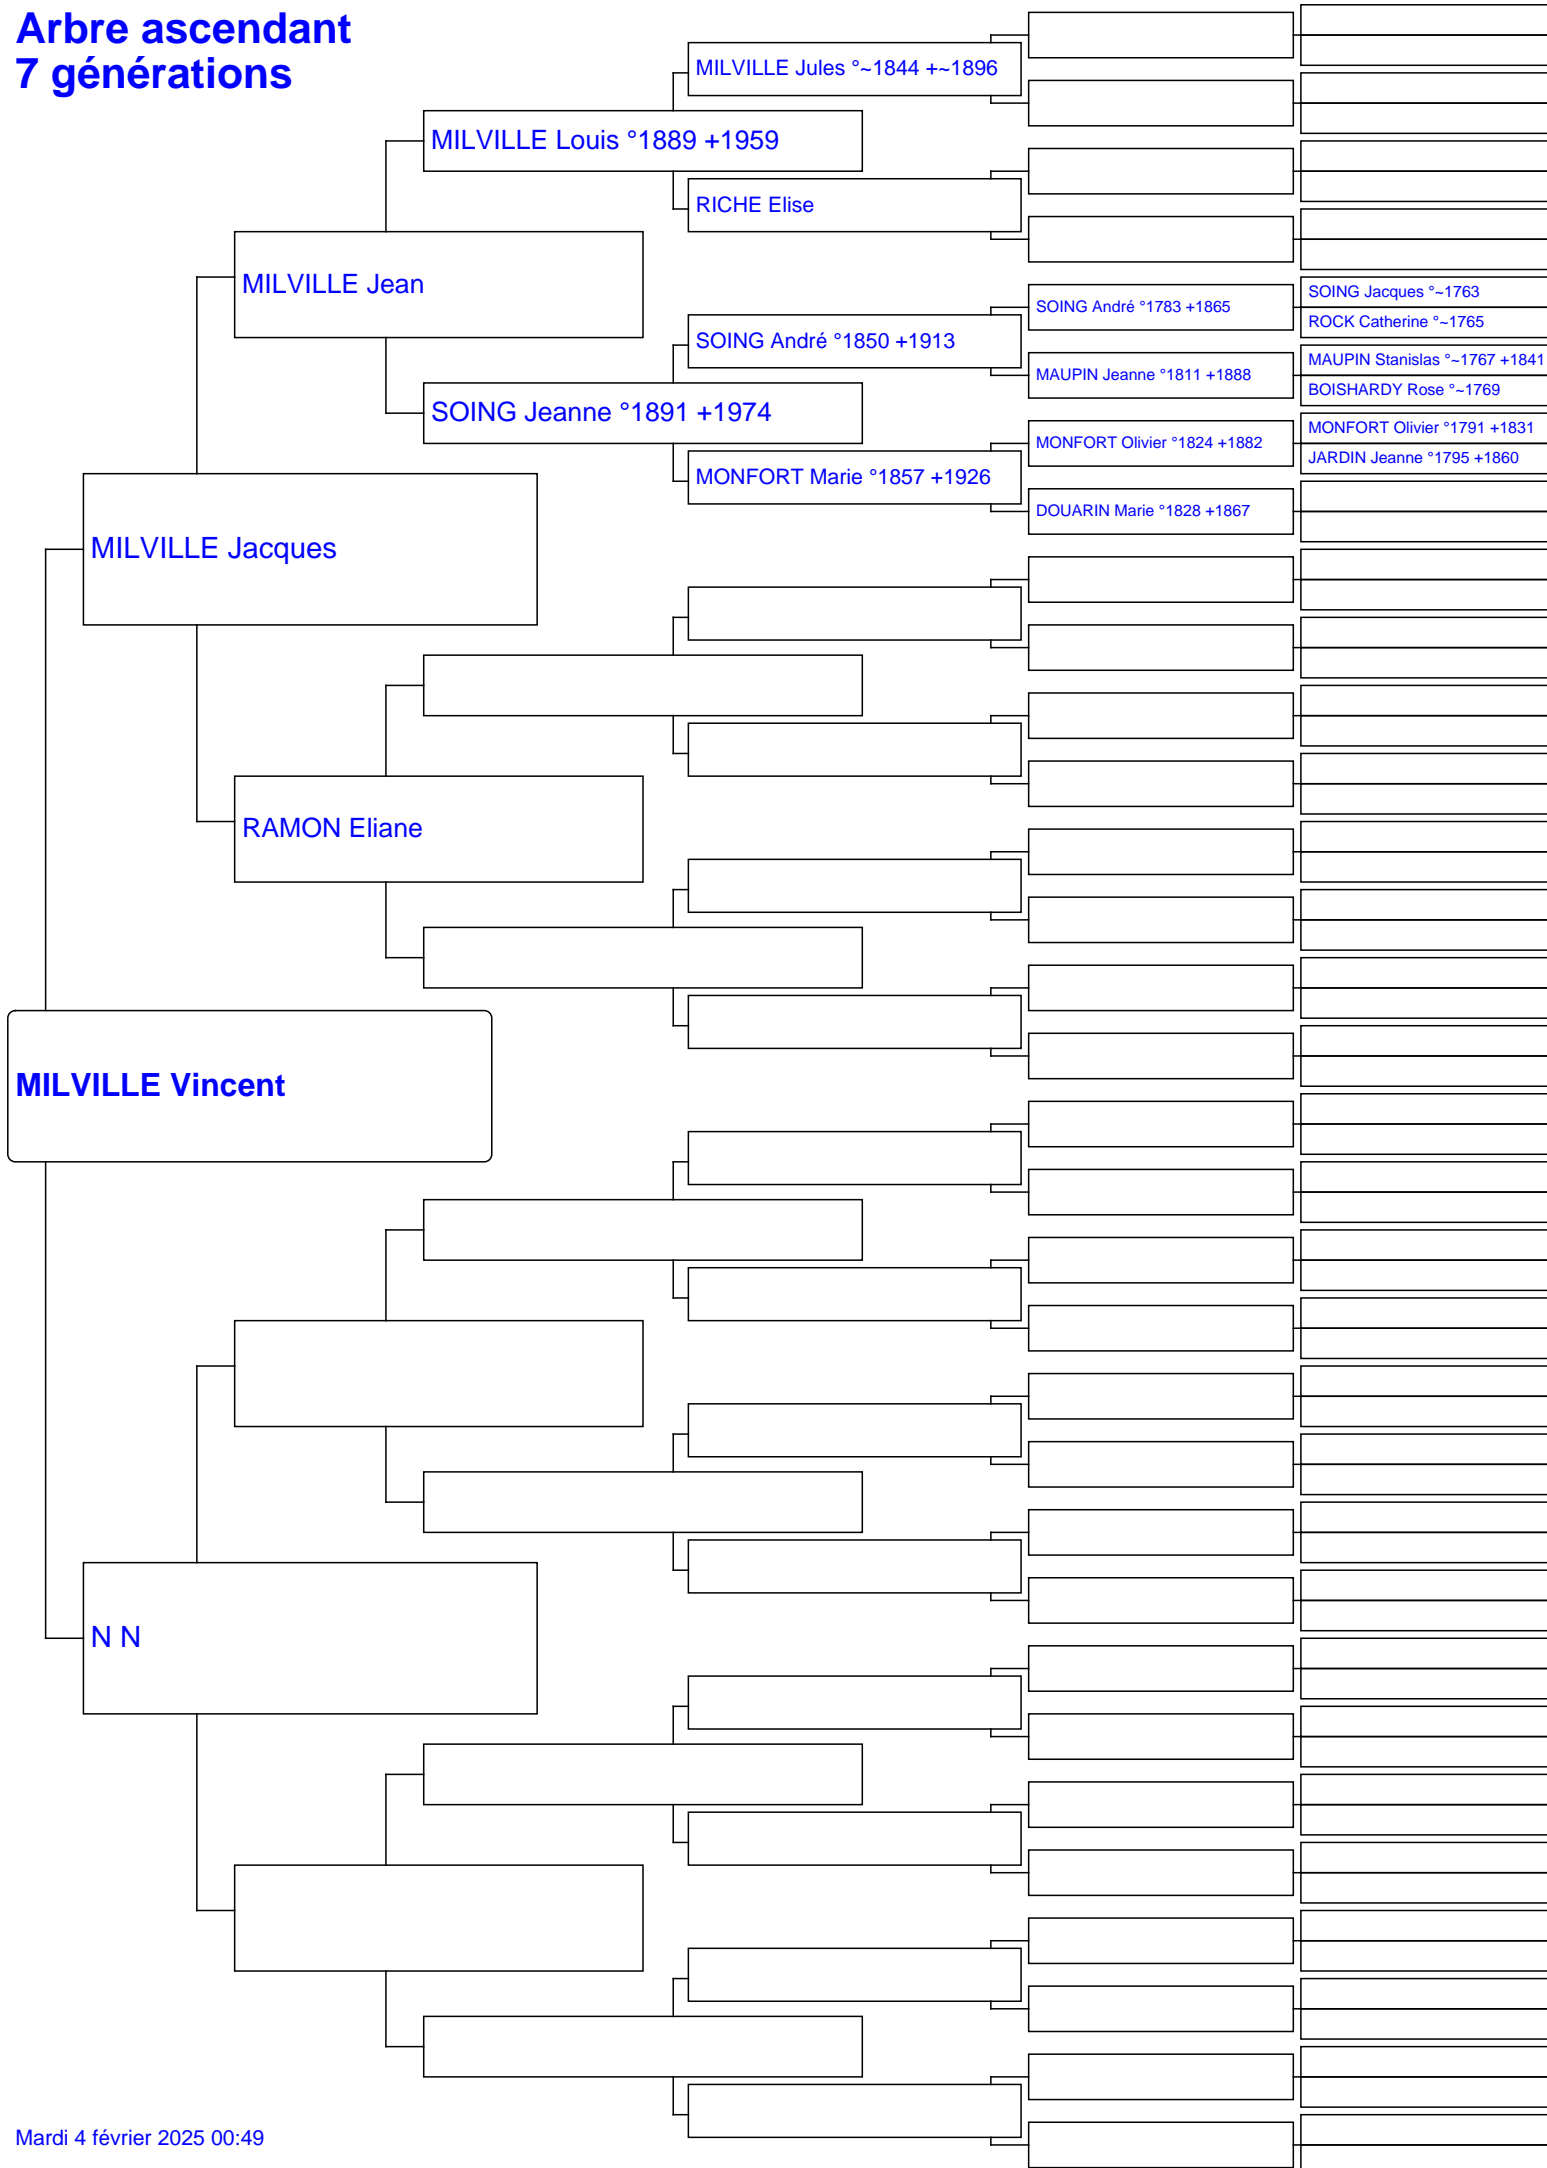 Arbre ascendant
7 générations
MILVILLE Jules °~1844 +~1896
MILVILLE Louis °1889 +1959
RICHE Elise
MILVILLE Jean
SOING Jacques °~1763
SOING André °1783 +1865
ROCK Catherine °~1765
SOING André °1850 +1913
MAUPIN Stanislas °~1767 +1841
MAUPIN Jeanne °1811 +1888
BOISHARDY Rose °~1769
SOING Jeanne °1891 +1974
MONFORT Olivier °1791 +1831
MONFORT Olivier °1824 +1882
JARDIN Jeanne °1795 +1860
MONFORT Marie °1857 +1926
DOUARIN Marie °1828 +1867
MILVILLE Jacques
RAMON Eliane
MILVILLE Vincent
N N
Mardi 4 février 2025 00:49